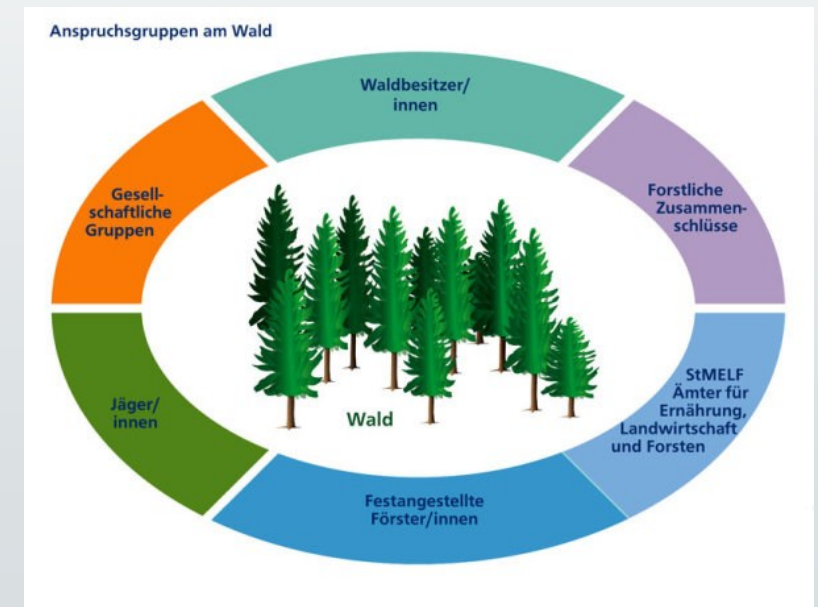 Anspruchsgruppen am Wald
Waldbesitzer/
innen
Gesell-
schaftliche
Gruppen
Forstliche
Zusammen-
schlüsse
Jäger/
innen
Wald
StMELF
Ämter für
Ernährung,
Landwirtschaft
und Forsten
Festangestellte
Förster/innen